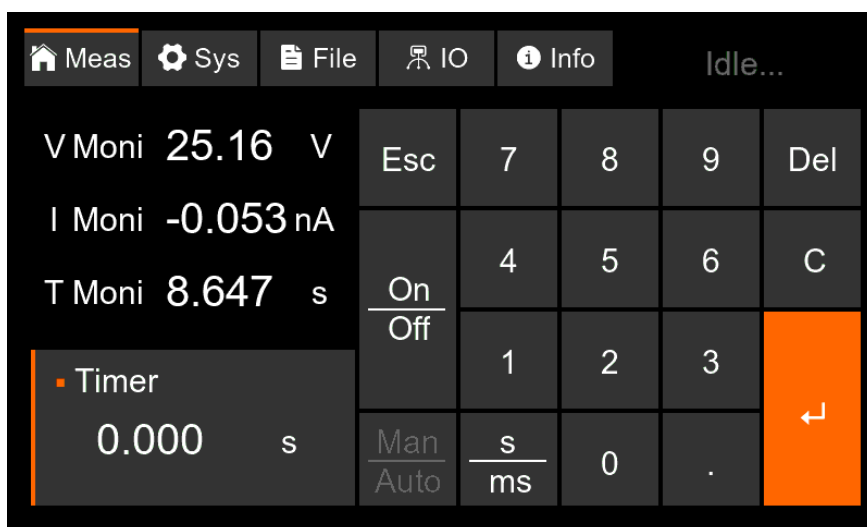 Meas Sys File IO Info Idle...
V Moni 25.16 V
I Moni -0.053 nA
T Moni 8.647 s
Timer
0.000 s
Esc 7 8 9 Del
On
Off
4 5 6 C
1 2 3
Man
Auto
s
ms
0 .